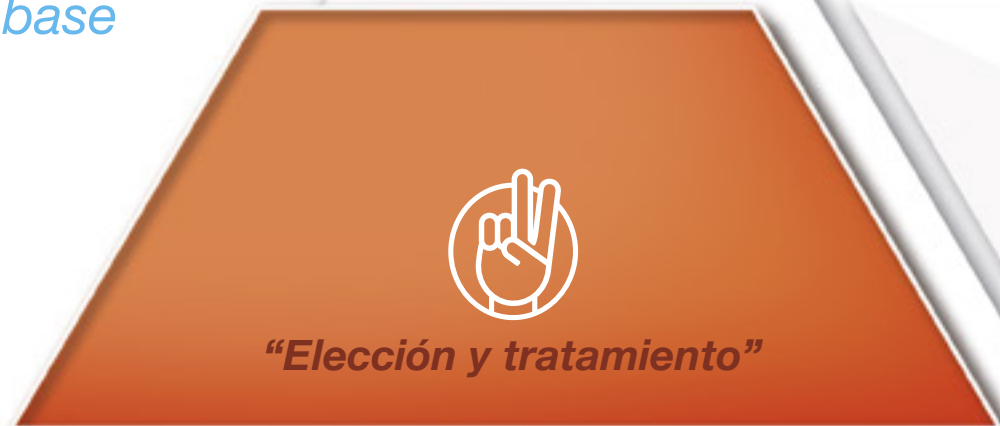 base
“Elección y tratamiento”